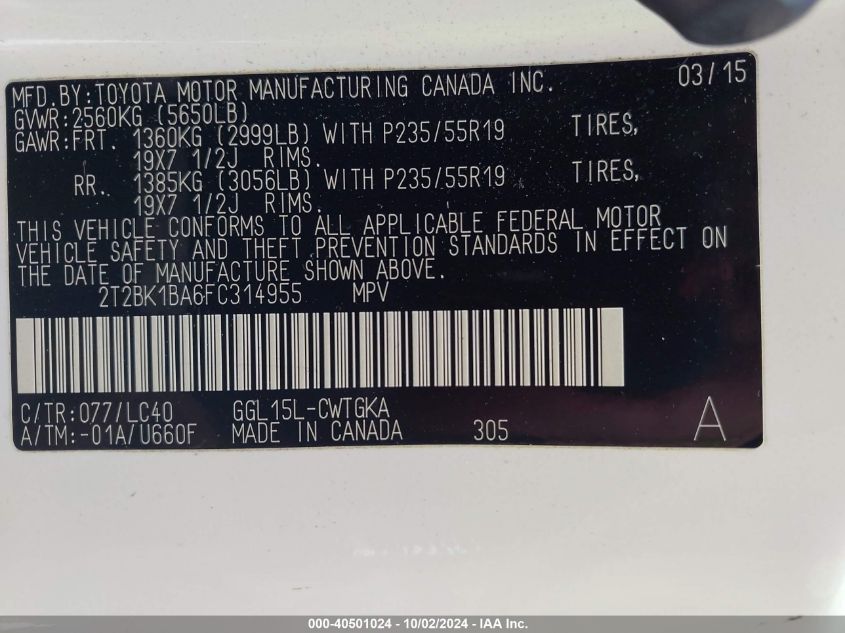 MFD.BY:TOYOTA MOTOR MANUFACTURING CANADA INC. 03/15
GVWR:2560KG (5650LB)
GAWR:FRT. 1360KG (2999LB) WITH P235/55R19 TIRES,
19X7 1/2J RIMS.
RR. 1385KG (3056LB) WITH P235/55R19 TIRES,
19X7 1/2J RIMS.
THIS VEHICLE CONFORMS TO ALL APPLICABLE FEDERAL MOTOR
VEHICLE SAFETY AND THEFT PREVENTION STANDARDS IN EFFECT ON
THE DATE OF MANUFACTURE SHOWN ABOVE.
2T2BK1BA6FC314955 MPV
C/TR:077/LC40 GGL15L-CWTGKA
A/TM:-01A/U660F MADE IN CANADA 305 A
000-40501024 - 10/02/2024 - IAA Inc.